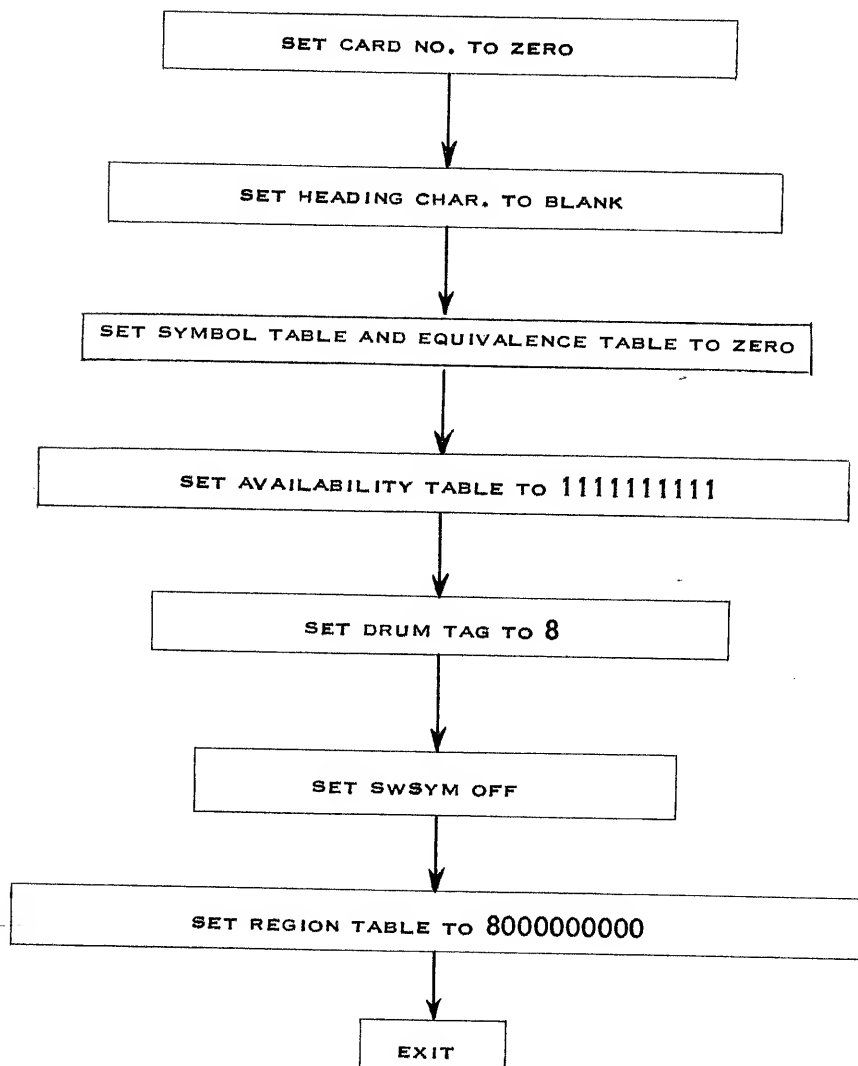 SET CARD NO. TO ZERO
SET HEADING CHAR. TO BLANK
SET SYMBOL TABLE AND EQUIVALENCE TABLE TO ZERO
SET AVAILABILITY TABLE TO 1111111111
SET DRUM TAG TO 8
SET SWSYM OFF
SET REGION TABLE TO 8000000000
EXIT